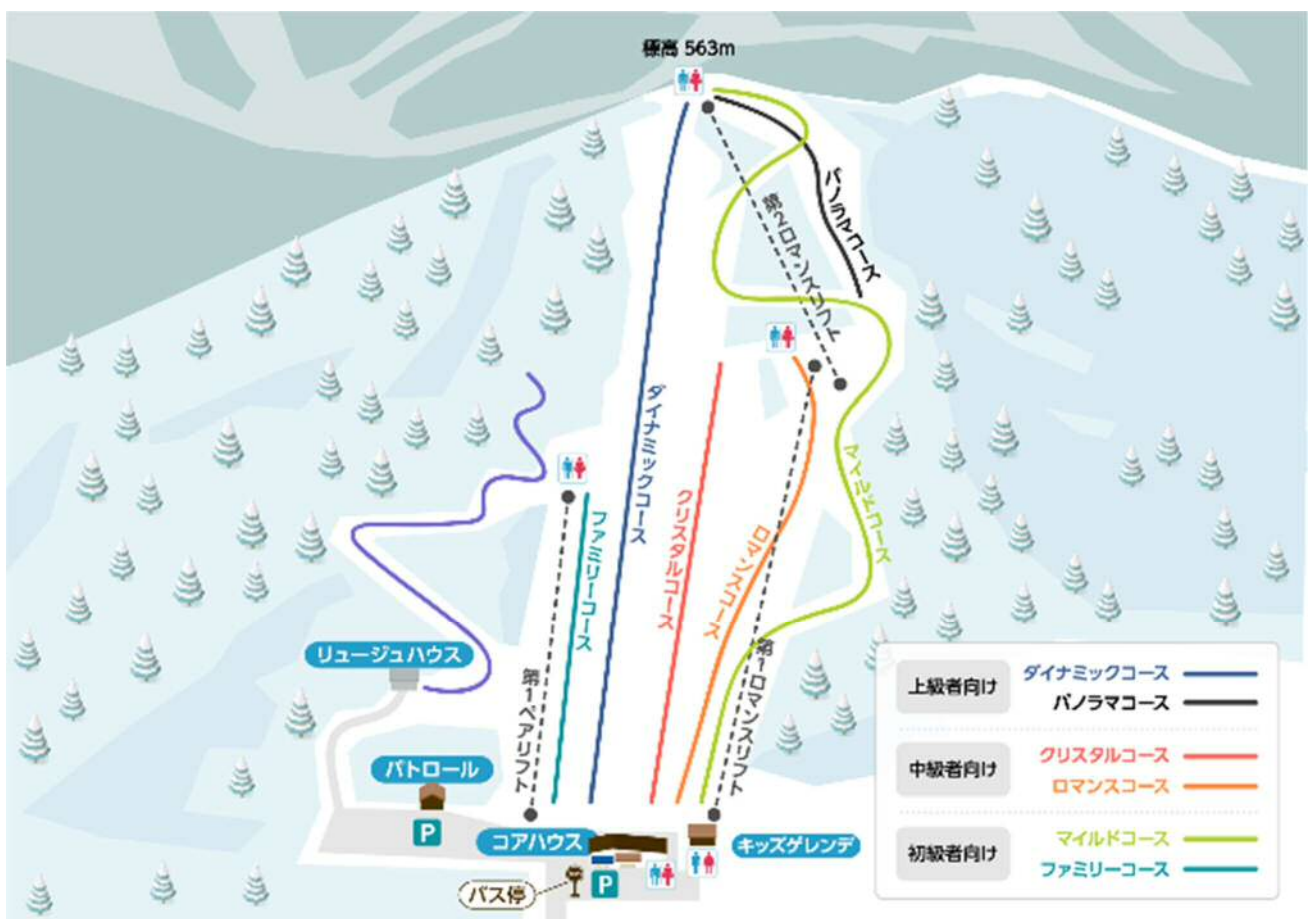 極高 563m
パノラマコース
第2ロマンスリフト
ダイナミックコース
クリスタルコース
ロマンスコース
マイルドコース
ファミリーコース
リュージュハウス
第1ペアリフト
第1ロマンスリフト
パトロール
P
コアハウス
キッズゲレンデ
バス停
P
上級者向け
ダイナミックコース
パノラマコース
中級者向け
クリスタルコース
ロマンスコース
初級者向け
マイルドコース
ファミリーコース